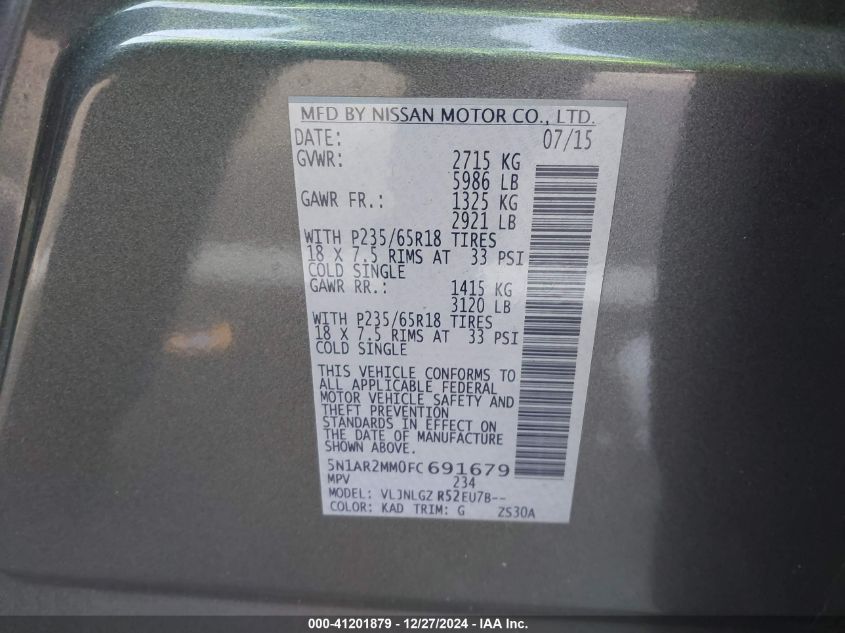 MFD BY NISSAN MOTOR CO., LTD.
DATE: 07/15
GVWR: 2715 KG
5986 LB
GAWR FR.: 1325 KG
2921 LB
WITH P235/65R18 TIRES
18 X 7.5 RIMS AT 33 PSI
COLD SINGLE
GAWR RR.: 1415 KG
3120 LB
WITH P235/65R18 TIRES
18 X 7.5 RIMS AT 33 PSI
COLD SINGLE
THIS VEHICLE CONFORMS TO
ALL APPLICABLE FEDERAL
MOTOR VEHICLE SAFETY AND
THEFT PREVENTION
STANDARDS IN EFFECT ON
THE DATE OF MANUFACTURE
SHOWN ABOVE.
5N1AR2MM0FC691679
MPV 234
MODEL: VLJNLGZ R52EU7B--
COLOR: KAD TRIM: G ZS30A
000-41201879 - 12/27/2024 - IAA Inc.